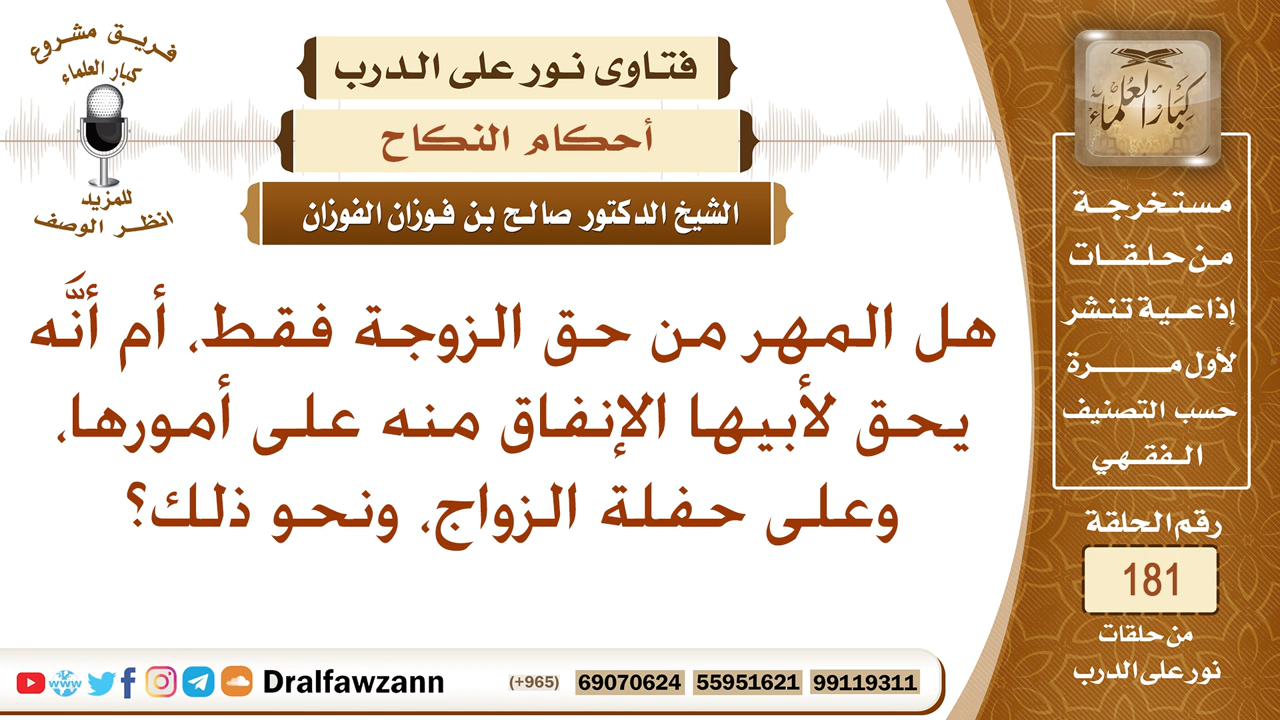 فريق مشروع
كبار العلماء
للمزيد
انظر الوصف
فتاوى نور على الدرب
أحكام النكاح
الشيخ الدكتور صالح بن فوزان الفوزان
هل المهر من حق الزوجة فقط، أم أنَّه
يحق لأبيها الإنفاق منه على أمورها،
وعلى حفلة الزواج، ونحو ذلك؟
كِبَارُ العُلَمَاء
مستخرجة
من حلقات
إذاعية تنشر
لأول مرة
حسب التصنيف
الفقهي
رقم الحلقة
181
من حلقات
نور على الدرب
Dralfawzann (+965) 69070624 55951621 99119311